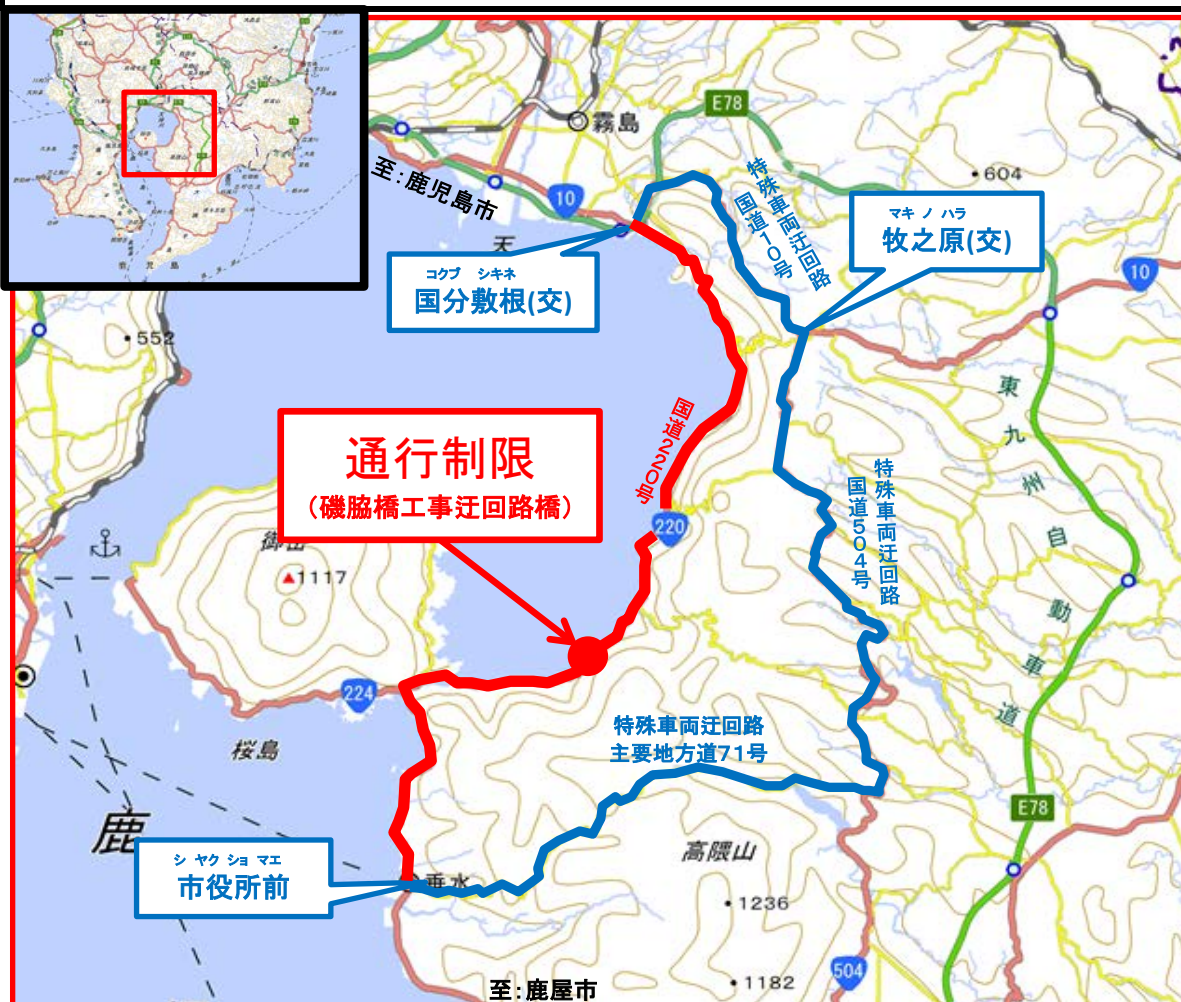 E78
霧島
604
至:鹿児島市
10
特殊車両迂回路
国道10号
マキ ノ ハラ
牧之原(交)
天
コクブ シキネ
国分敷根(交)
10
552
東九州自動車道
国道220号
通行制限
(磯脇橋工事迂回路橋)
特殊車両迂回路
国道504号
220
御岳
1117
224
特殊車両迂回路
主要地方道71号
桜島
鹿
E78
シ ヤク ショ マエ
市役所前
垂水
高隈山
1236
1182
504
至:鹿屋市